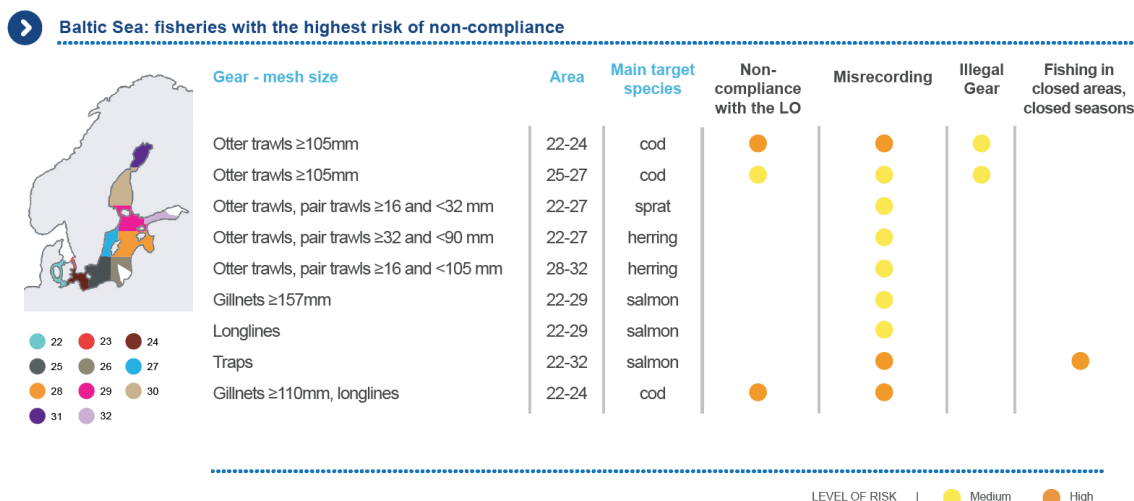 Baltic Sea: fisheries with the highest risk of non-compliance
Gear - mesh size
Area
Main target
species
Non-
compliance
with the LO
Misrecording
Illegal
Gear
Fishing in
closed areas,
closed seasons
Otter trawls ≥105mm 22-24 cod
Otter trawls ≥105mm 25-27 cod
Otter trawls, pair trawls ≥16 and <32 mm 22-27 sprat
Otter trawls, pair trawls ≥32 and <90 mm 22-27 herring
Otter trawls, pair trawls ≥16 and <105 mm 28-32 herring
Gillnets ≥157mm 22-29 salmon
Longlines 22-29 salmon
Traps 22-32 salmon
Gillnets ≥110mm, longlines 22-24 cod
22 23 24
25 26 27
28 29 30
31 32
LEVEL OF RISK | Medium High